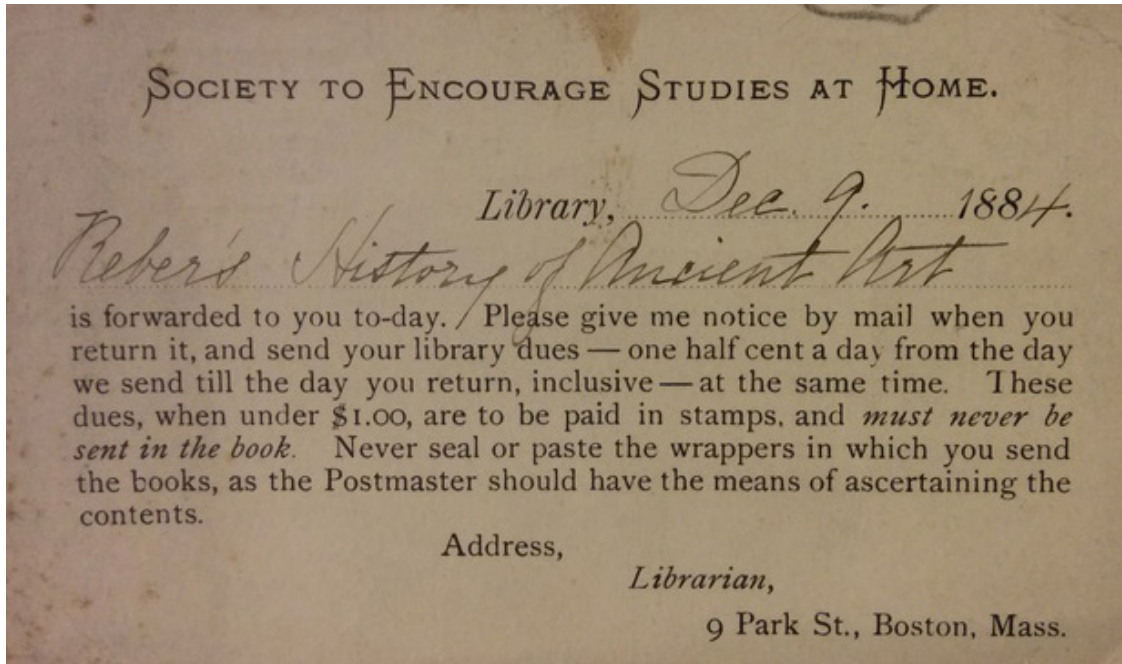 SOCIETY TO ENCOURAGE STUDIES AT HOME.
Library, Dec. 9. 1884.
Reber's History of Ancient Art
is forwarded to you to-day. Please give me notice by mail when you
return it, and send your library dues — one half cent a day from the day
we send till the day you return, inclusive — at the same time. These
dues, when under $1.00, are to be paid in stamps, and must never be
sent in the book. Never seal or paste the wrappers in which you send
the books, as the Postmaster should have the means of ascertaining the
contents.
Address,
Librarian,
9 Park St., Boston, Mass.